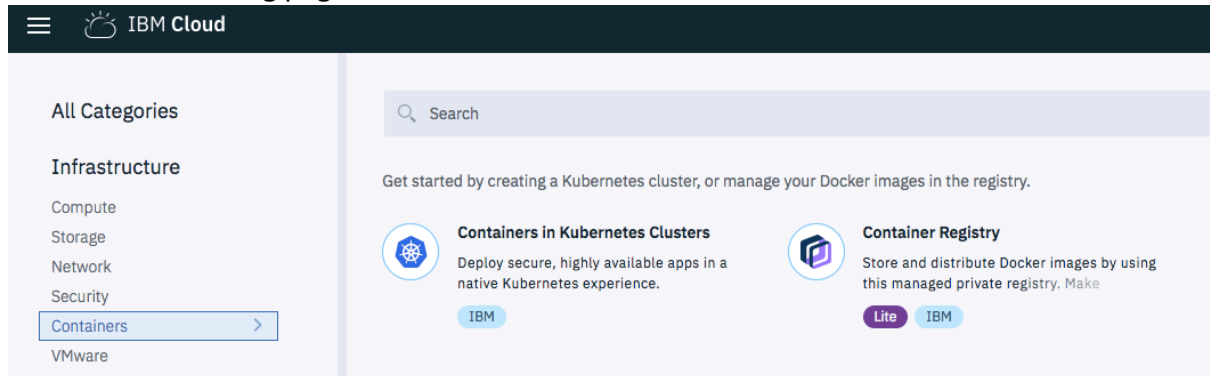 IBM Cloud
All Categories
Infrastructure
Compute
Storage
Network
Security
Containers
VMware
Search
Get started by creating a Kubernetes cluster, or manage your Docker images in the registry.
Containers in Kubernetes Clusters
Deploy secure, highly available apps in a
native Kubernetes experience.
IBM
Container Registry
Store and distribute Docker images by using
this managed private registry. Make
Lite IBM